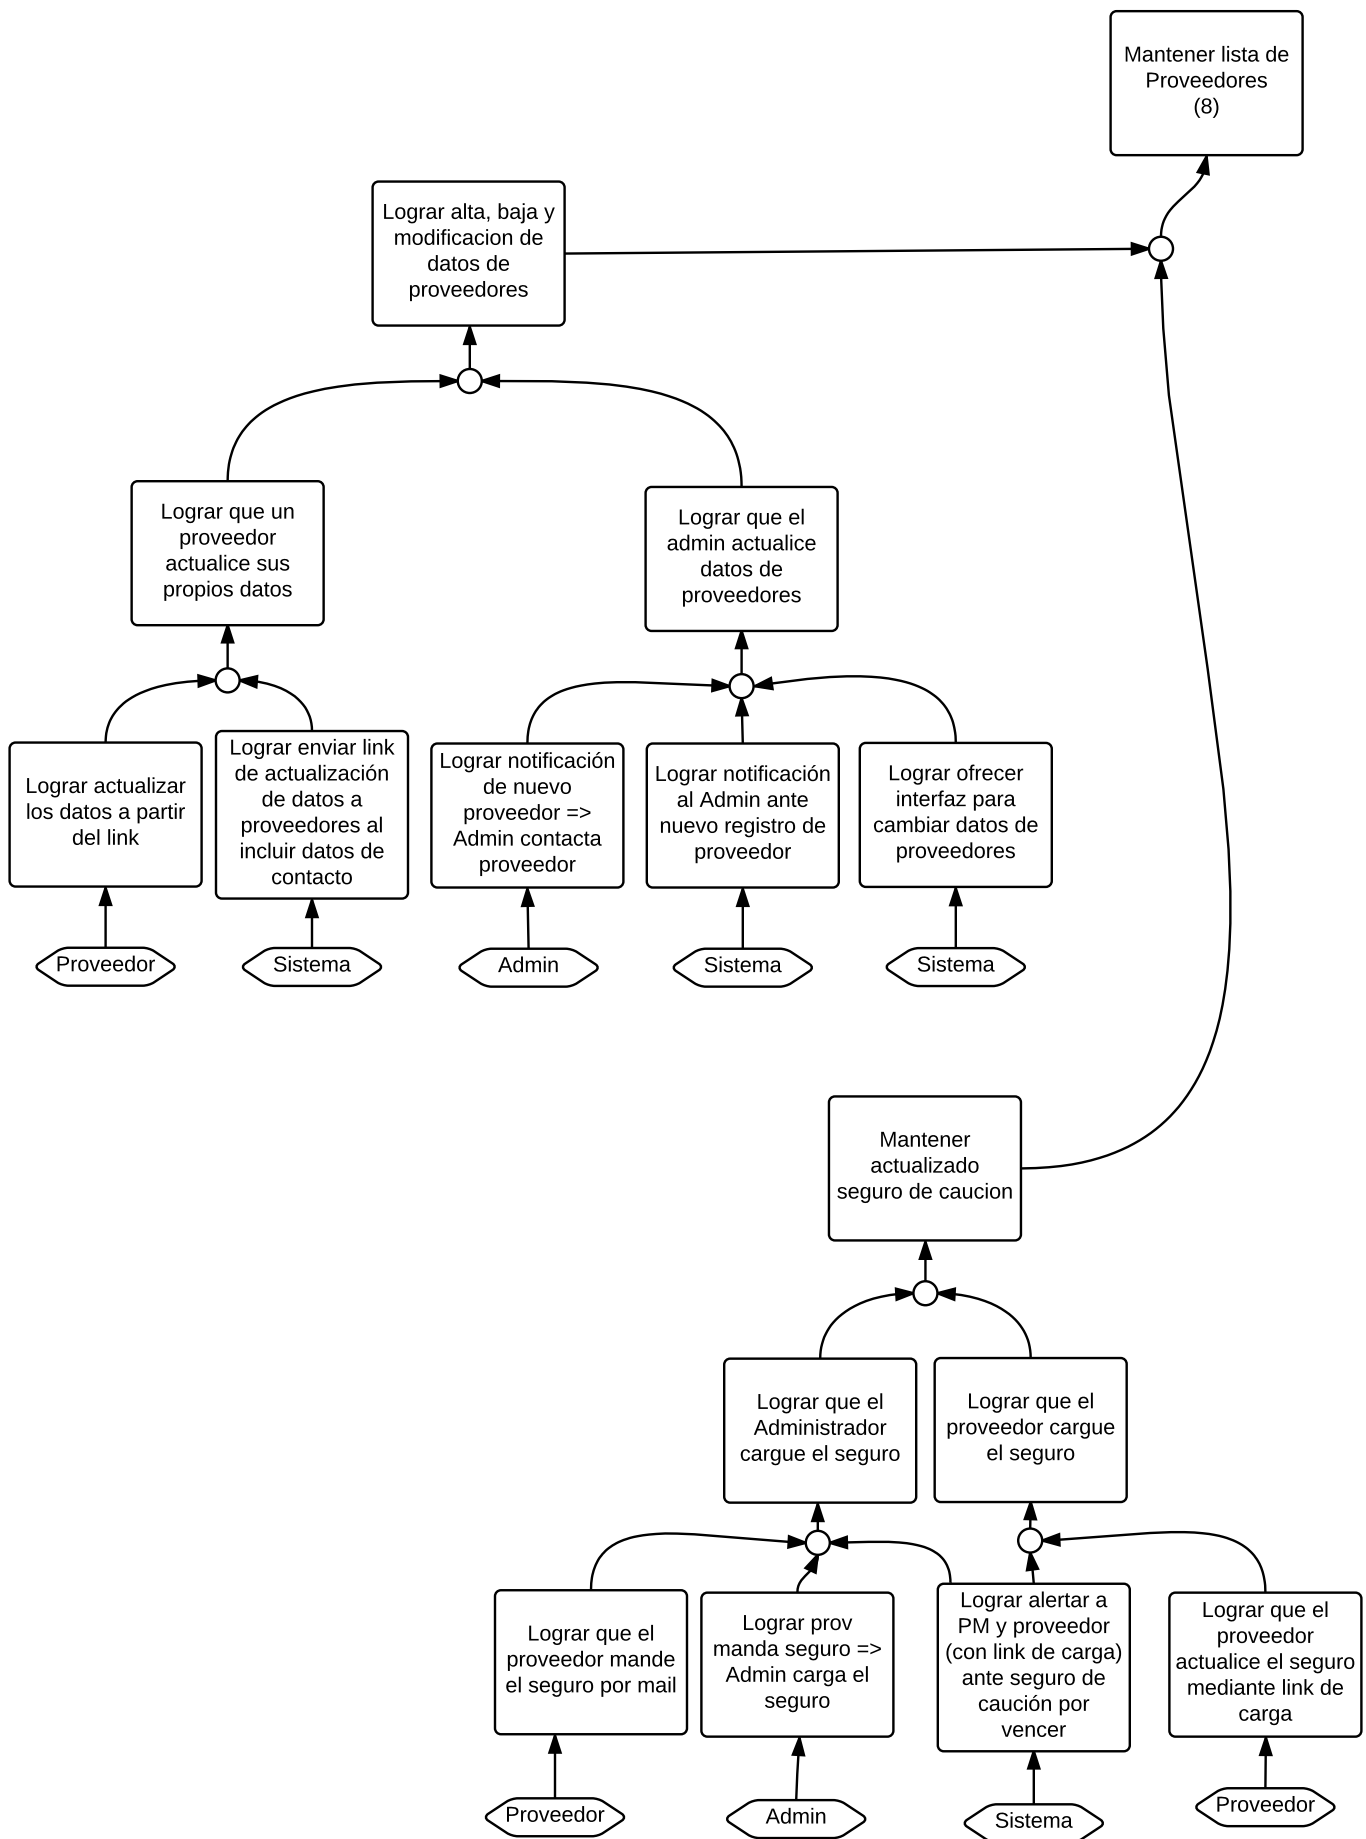 Mantener lista de
Proveedores
(8)
Lograr alta, baja y
modificacion de
datos de
proveedores
Lograr que un
proveedor
actualice sus
propios datos
Lograr que el
admin actualice
datos de
proveedores
Lograr actualizar
los datos a partir
del link
Lograr enviar link
de actualización
de datos a
proveedores al
incluir datos de
contacto
Lograr notificación
de nuevo
proveedor =>
Admin contacta
proveedor
Lograr notificación
al Admin ante
nuevo registro de
proveedor
Lograr ofrecer
interfaz para
cambiar datos de
proveedores
Proveedor
Sistema
Admin
Sistema
Sistema
Mantener
actualizado
seguro de caucion
Lograr que el
Administrador
cargue el seguro
Lograr que el
proveedor cargue
el seguro
Lograr que el
proveedor mande
el seguro por mail
Lograr prov
manda seguro =>
Admin carga el
seguro
Lograr alertar a
PM y proveedor
(con link de carga)
ante seguro de
caución por
vencer
Lograr que el
proveedor
actualice el seguro
mediante link de
carga
Proveedor
Admin
Sistema
Proveedor